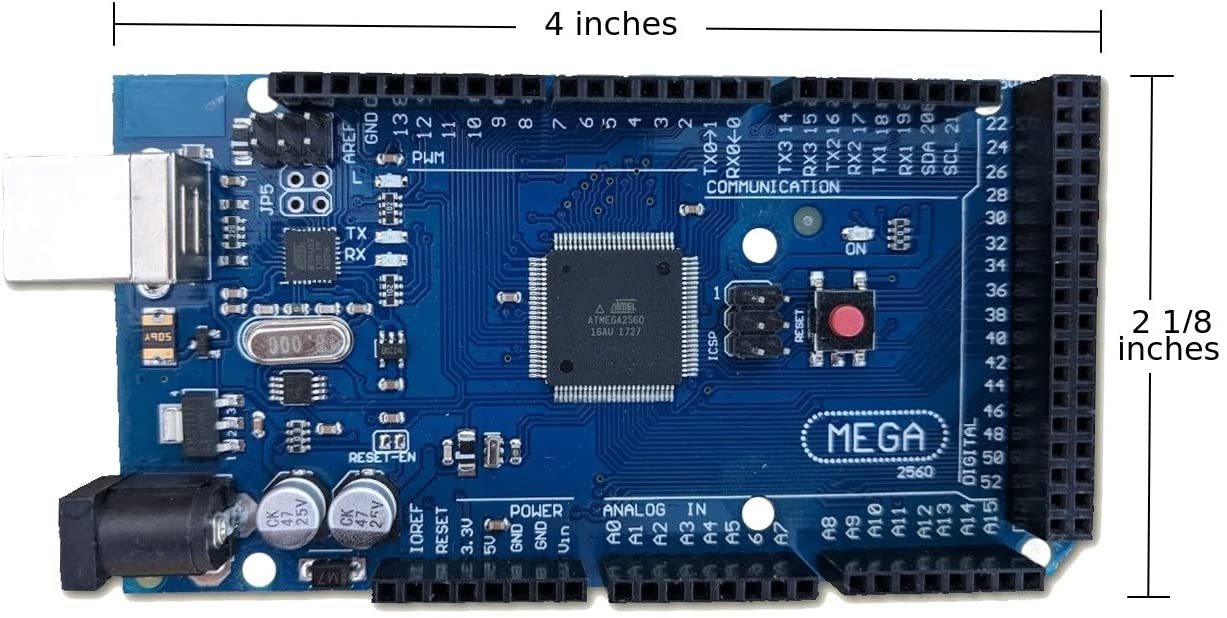 4 inches
2 1/8
inches
AREF
GND
13
12
11
10
9
8
7
6
5
4
3
2
TX0→1
RX0←0
TX3 14
RX3 15
TX2 16
RX2 17
TX1 18
RX1 19
SDA 20
SCL 21
PWM
COMMUNICATION
L
TX
RX
JP5
ON
22
24
26
28
30
32
34
36
38
40
42
44
46
48
50
52
DIGITAL
1
ICSP
RESET
ATMEL
ATMEGA2560
16AU 1727
MEGA
2560
RESET-EN
CK
47
25V
CK
47
25V
M7
POWER
IOREF
RESET
3.3V
5V
GND
GND
Vin
ANALOG IN
A0
A1
A2
A3
A4
A5
6
A7
A8
A9
A10
A11
A12
A13
A14
A15